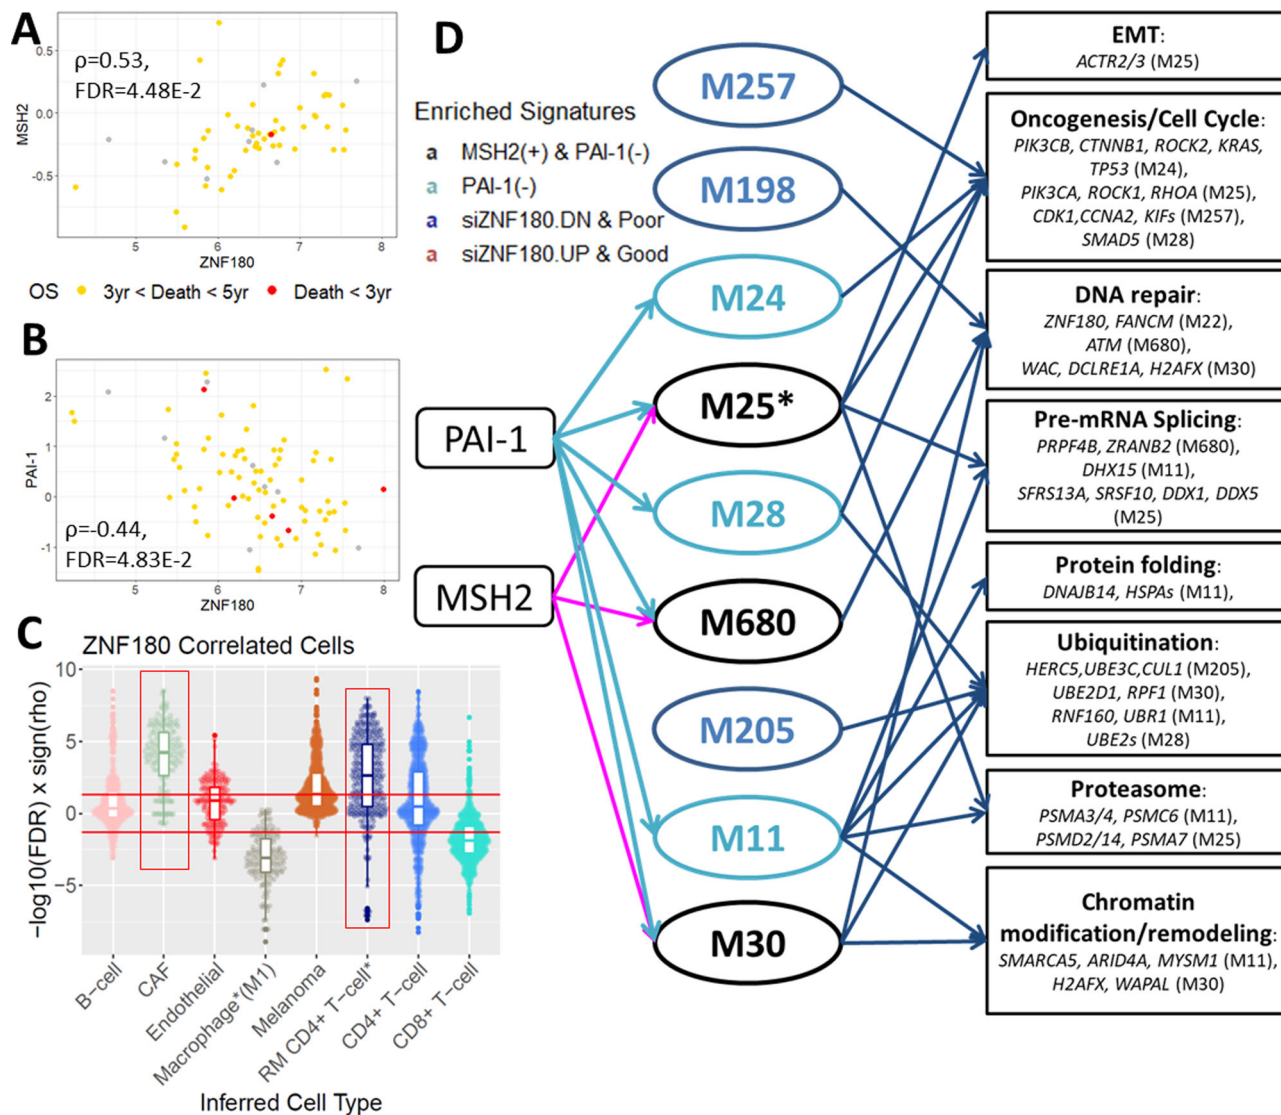 A
0.5
0.0
-0.5
MSH2
ρ=0.53,
FDR=4.48E-2
5
6
7
8
ZNF180
OS
3yr < Death < 5yr
Death < 3yr
B
2
1
0
-1
PAI-1
ρ=-0.44,
FDR=4.83E-2
5
6
7
8
ZNF180
C
ZNF180 Correlated Cells
10
5
0
−5
−log10(FDR) x sign(rho)
B−cell
CAF
Endothelial
Macrophage*(M1)
Melanoma
RM CD4+ T−cell*
CD4+ T−cell
CD8+ T−cell
Inferred Cell Type
D
Enriched Signatures
a MSH2(+) & PAI-1(-)
a PAI-1(-)
a siZNF180.DN & Poor
a siZNF180.UP & Good
PAI-1
MSH2
M257
M198
M24
M25*
M28
M680
M205
M11
M30
EMT:
ACTR2/3 (M25)
Oncogenesis/Cell Cycle:
PIK3CB, CTNNB1, ROCK2, KRAS,
TP53 (M24),
PIK3CA, ROCK1, RHOA (M25),
CDK1,CCNA2, KIFs (M257),
SMAD5 (M28)
DNA repair:
ZNF180, FANCM (M22),
ATM (M680),
WAC, DCLRE1A, H2AFX (M30)
Pre-mRNA Splicing:
PRPF4B, ZRANB2 (M680),
DHX15 (M11),
SFRS13A, SRSF10, DDX1, DDX5
(M25)
Protein folding:
DNAJB14, HSPAs (M11),
Ubiquitination:
HERC5,UBE3C,CUL1 (M205),
UBE2D1, RPF1 (M30),
RNF160, UBR1 (M11),
UBE2s (M28)
Proteasome:
PSMA3/4, PSMC6 (M11),
PSMD2/14, PSMA7 (M25)
Chromatin
modification/remodeling:
SMARCA5, ARID4A, MYSM1 (M11),
H2AFX, WAPAL (M30)